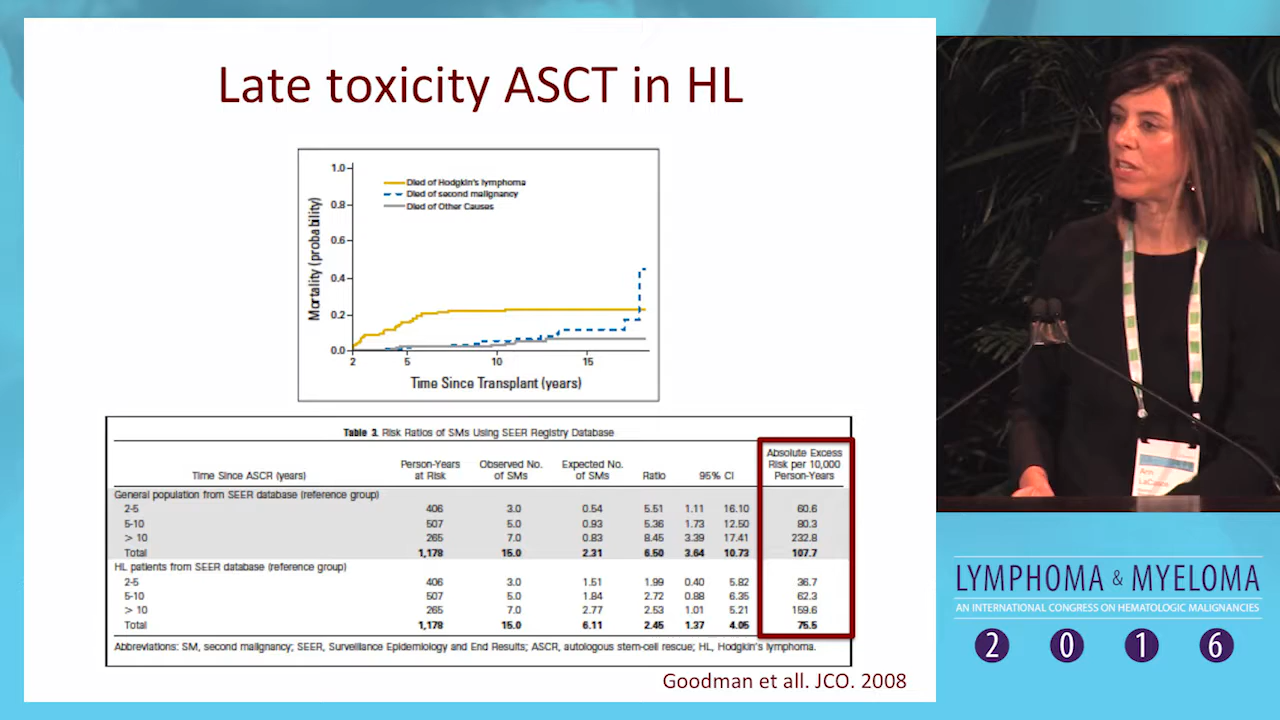 Late toxicity ASCT in HL
1.0
0.8
0.6
0.4
0.2
0.0
Mortality (probability)
Died of Hodgkin's lymphoma
Died of second malignancy
Died of Other Causes
2 5 10 15
Time Since Transplant (years)
Table 3. Risk Ratios of SMs Using SEER Registry Database
Time Since ASCR (years) Person-Years at Risk Observed No. of SMs Expected No. of SMs Ratio 95% CI Absolute Excess Risk per 10,000 Person-Years
General population from SEER database (reference group)
2-5 406 3.0 0.54 5.51 1.11 16.10 60.6
5-10 507 5.0 0.93 5.36 1.73 12.50 80.3
> 10 265 7.0 0.83 8.45 3.39 17.41 232.8
Total 1,178 15.0 2.31 6.50 3.64 10.73 107.7
HL patients from SEER database (reference group)
2-5 406 3.0 1.51 1.99 0.40 5.82 36.7
5-10 507 5.0 1.84 2.72 0.88 6.35 62.3
> 10 265 7.0 2.77 2.53 1.01 5.21 159.6
Total 1,178 15.0 6.11 2.45 1.37 4.05 75.5
Abbreviations: SM, second malignancy; SEER, Surveillance Epidemiology and End Results; ASCR, autologous stem-cell rescue; HL, Hodgkin's lymphoma.
Goodman et all. JCO. 2008
Ann
LaCasce
LYMPHOMA & MYELOMA
AN INTERNATIONAL CONGRESS ON HEMATOLOGIC MALIGNANCIES
2 0 1 6